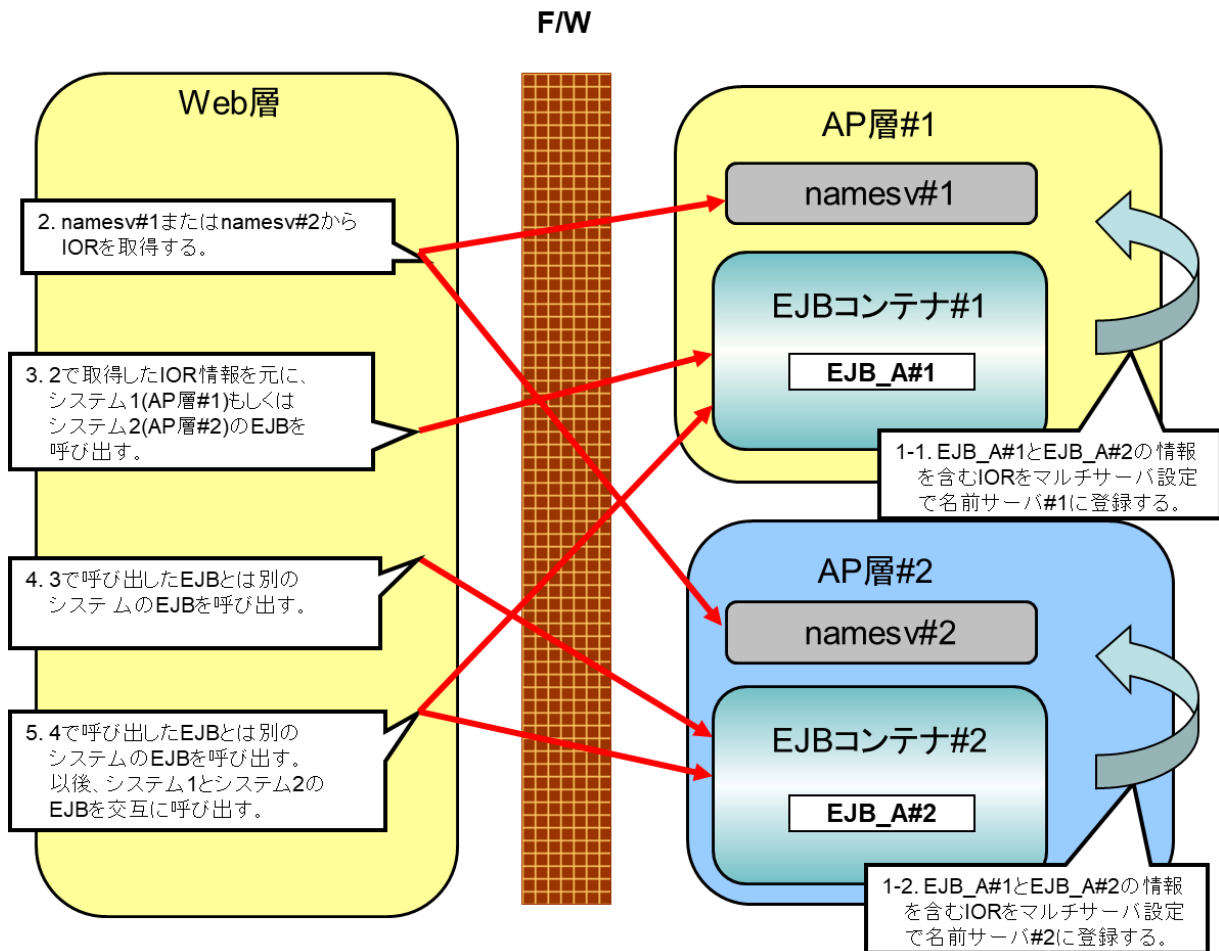 F/W
Web層
2. namesv#1またはnamesv#2から
IORを取得する。
3. 2で取得したIOR情報を元に、
システム1(AP層#1)もしくは
システム2(AP層#2)のEJBを
呼び出す。
4. 3で呼び出したEJBとは別の
システムのEJBを呼び出す。
5. 4で呼び出したEJBとは別の
システムのEJBを呼び出す。
以後、システム1とシステム2の
EJBを交互に呼び出す。
AP層#1
namesv#1
EJBコンテナ#1
EJB_A#1
1-1. EJB_A#1とEJB_A#2の情報
を含むIORをマルチサーバ設定
で名前サーバ#1に登録する。
AP層#2
namesv#2
EJBコンテナ#2
EJB_A#2
1-2. EJB_A#1とEJB_A#2の情報
を含むIORをマルチサーバ設定
で名前サーバ#2に登録する。